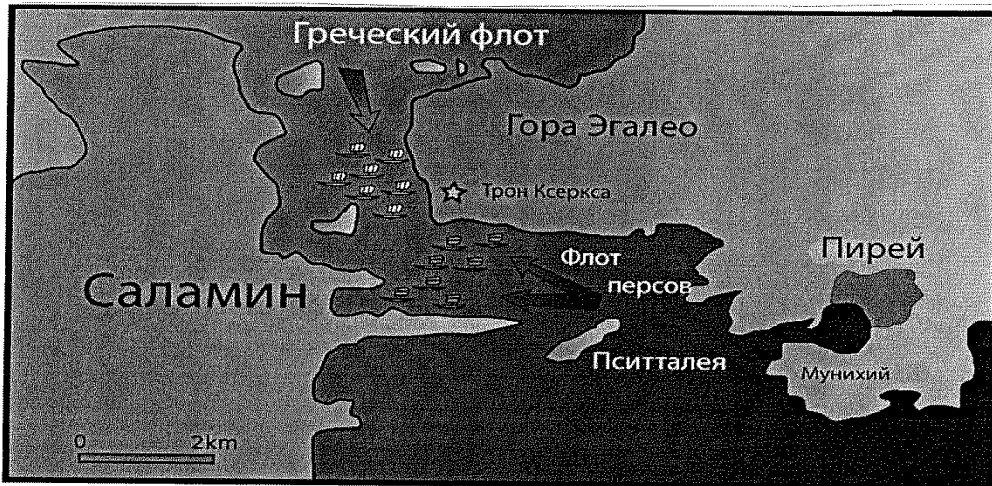 Греческий флот
Гора Эгалео
Трон Ксеркса
Флот
персов
Пирей
Саламин
Пситталея
Мунихий
0 2km